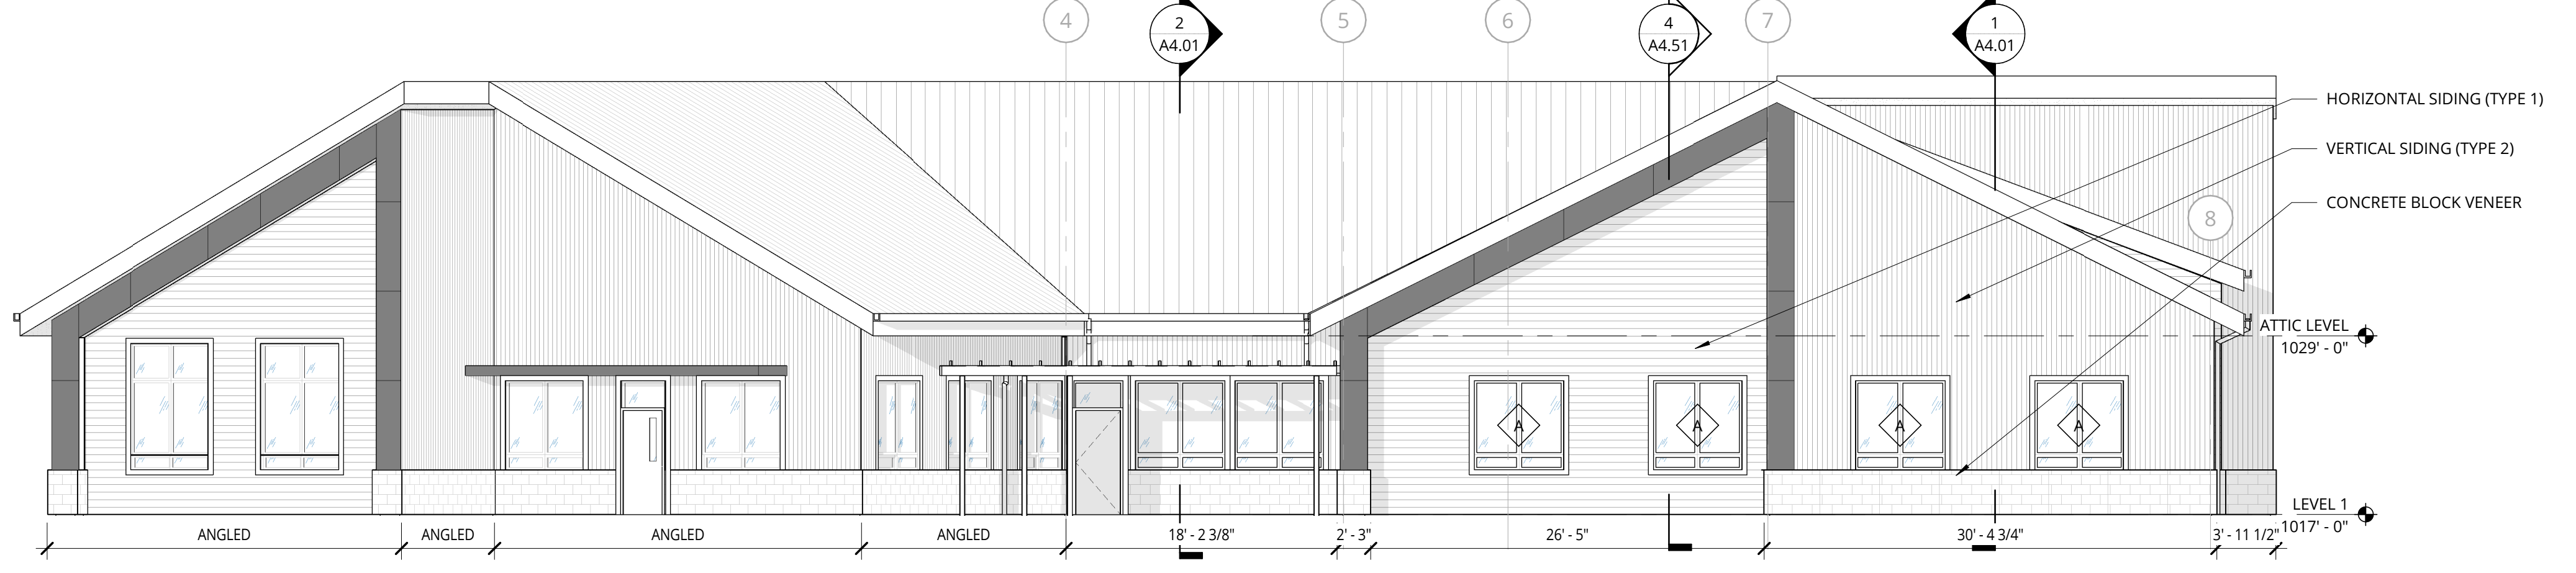 4
2
A4.01
5
6
4
A4.51
7
1
A4.01
HORIZONTAL SIDING (TYPE 1)
VERTICAL SIDING (TYPE 2)
CONCRETE BLOCK VENEER
8
ATTIC LEVEL
1029' - 0"
A
A
A
A
LEVEL 1
1017' - 0"
ANGLED
ANGLED
ANGLED
ANGLED
18' - 2 3/8"
2' - 3"
26' - 5"
30' - 4 3/4"
3' - 11 1/2"